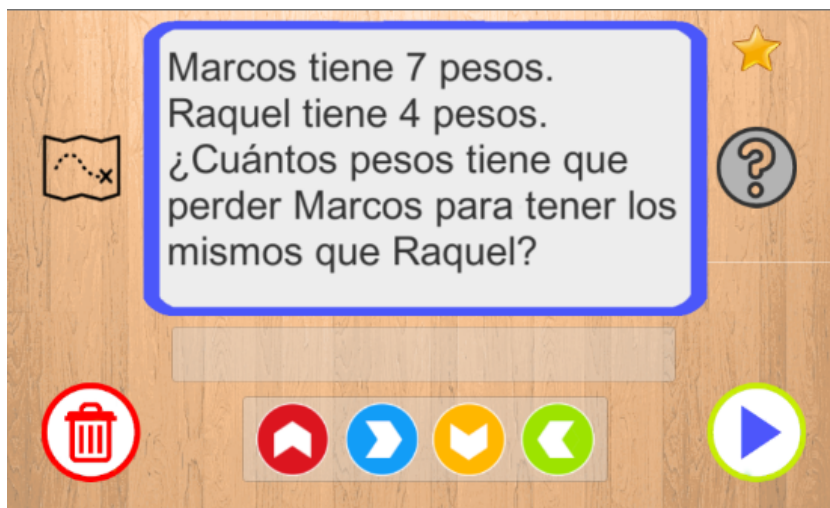 Marcos tiene 7 pesos.
Raquel tiene 4 pesos.
¿Cuántos pesos tiene que
perder Marcos para tener los
mismos que Raquel?